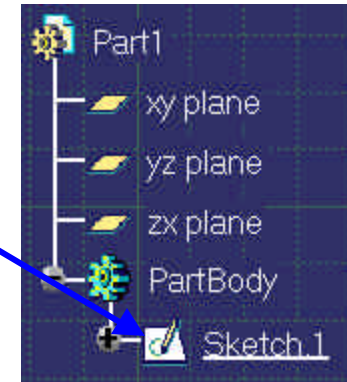 Part1
xy plane
yz plane
zx plane
PartBody
Sketch.1